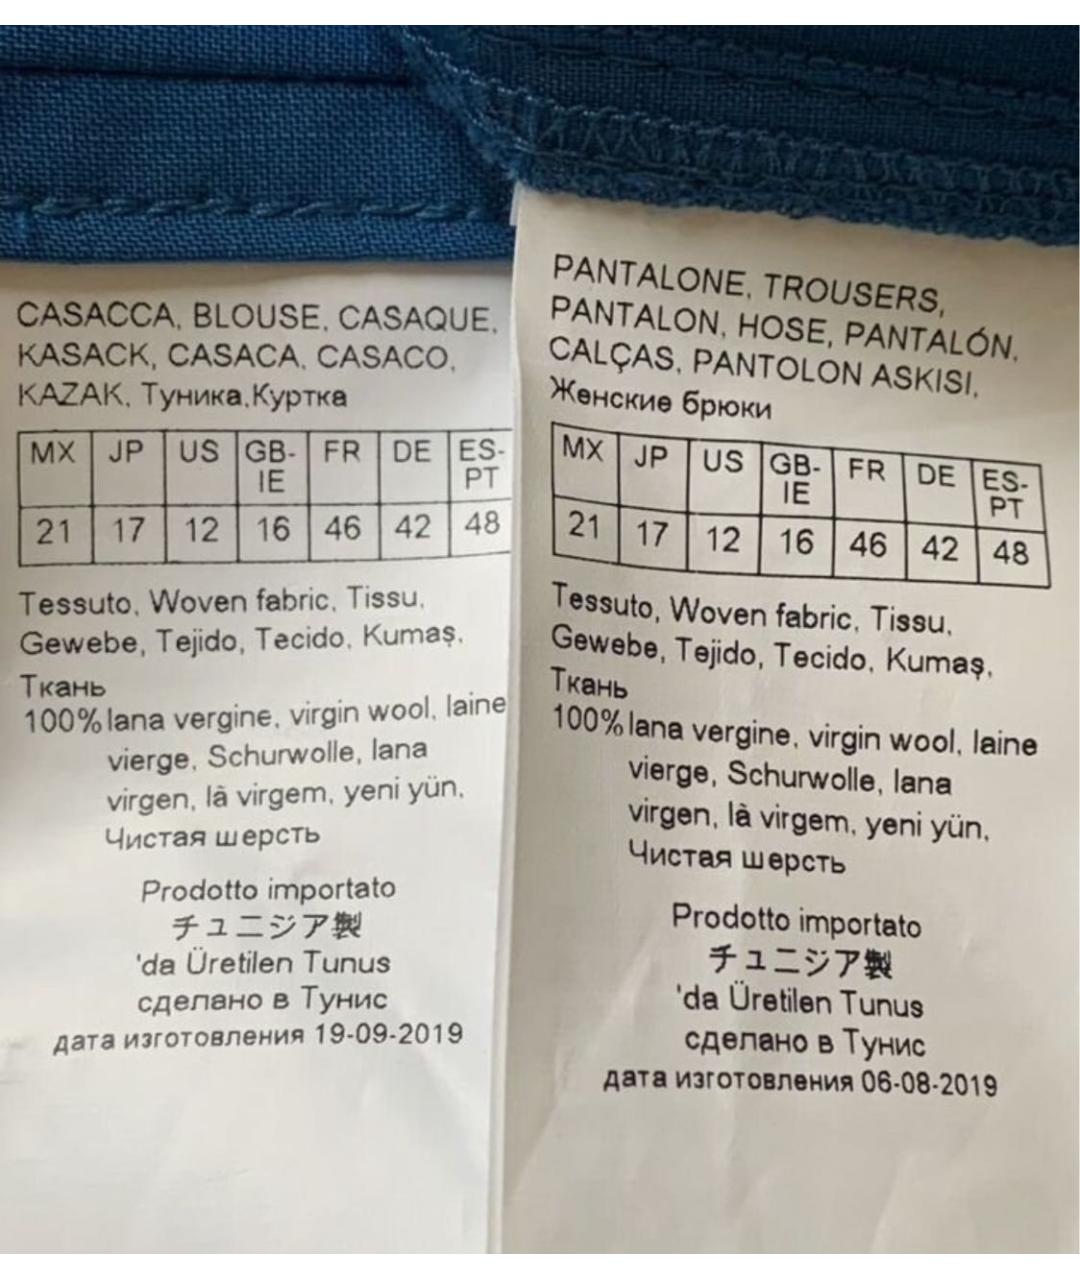 CASACCA, BLOUSE, CASAQUE,
KASACK, CASACA, CASACO,
KAZAK, Туника,Куртка
MX JP US GB-IE FR DE ES-PT
21 17 12 16 46 42 48
Tessuto, Woven fabric, Tissu,
Gewebe, Tejido, Tecido, Kumaş,
Ткань
100% lana vergine, virgin wool, laine
vierge, Schurwolle, lana
virgen, lã virgem, yeni yün,
Чистая шерсть
Prodotto importato
チュニジア製
'da Üretilen Tunus
сделано в Тунис
дата изготовления 19-09-2019
PANTALONE, TROUSERS,
PANTALON, HOSE, PANTALÓN,
CALÇAS, PANTOLON ASKISI,
Женские брюки
MX JP US GB-IE FR DE ES-PT
21 17 12 16 46 42 48
Tessuto, Woven fabric, Tissu,
Gewebe, Tejido, Tecido, Kumaş,
Ткань
100% lana vergine, virgin wool, laine
vierge, Schurwolle, lana
virgen, là virgem, yeni yün,
Чистая шерсть
Prodotto importato
チュニジア製
'da Üretilen Tunus
сделано в Тунис
дата изготовления 06-08-2019